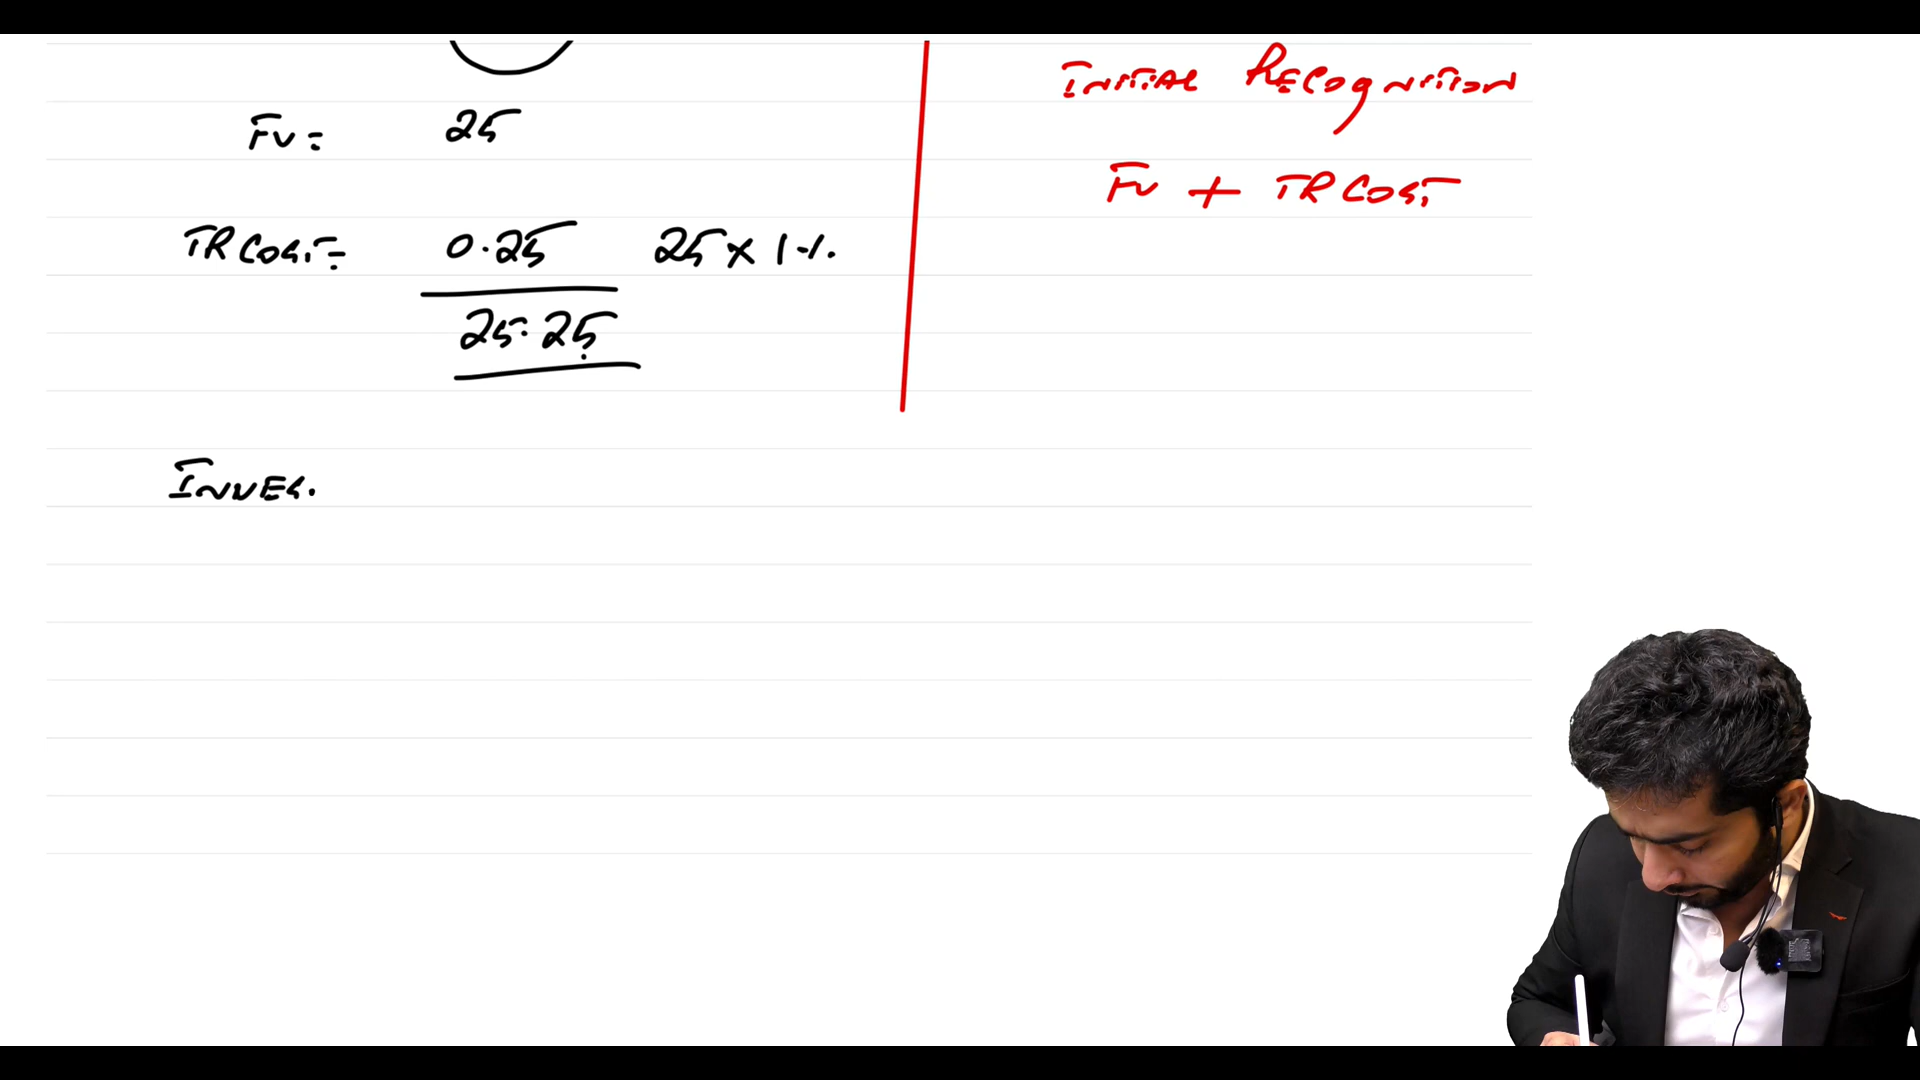 FV = 25
TR COST = 0.25 25 × 1%
25.25
INVES.
INITIAL RECOGNITION
FV + TR COST